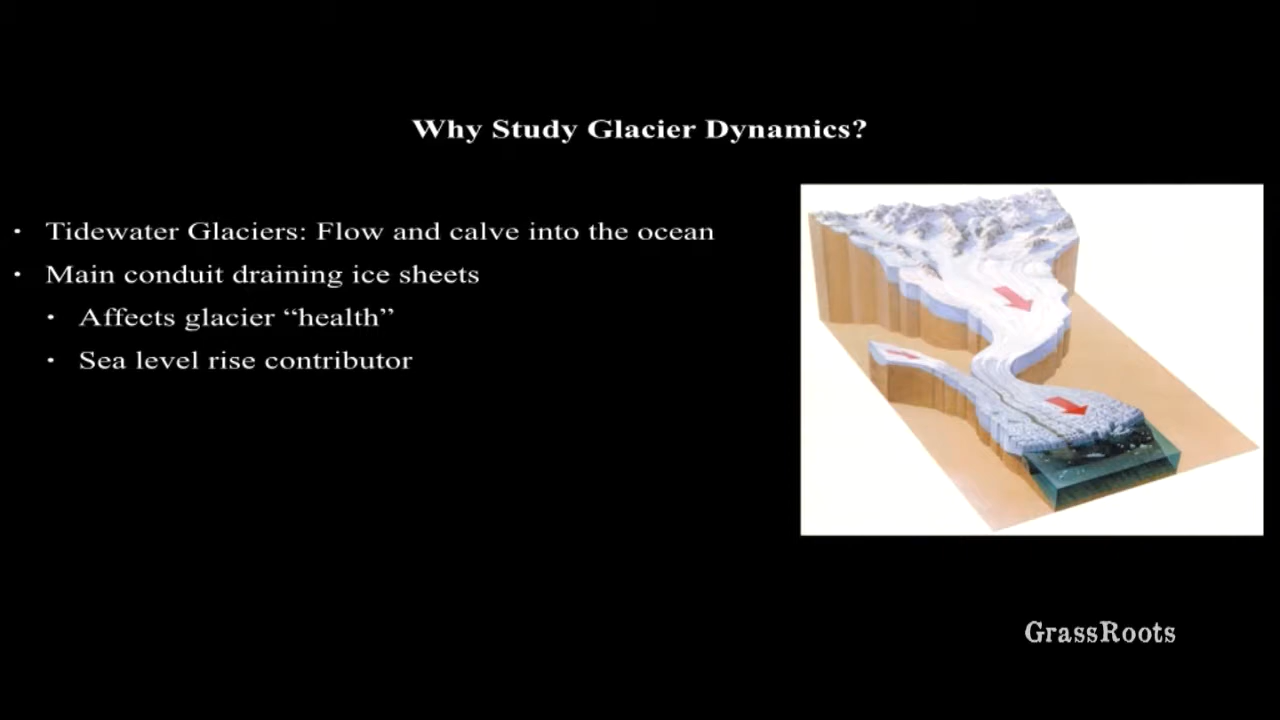 Why Study Glacier Dynamics?
• Tidewater Glaciers: Flow and calve into the ocean
• Main conduit draining ice sheets
• Affects glacier “health”
• Sea level rise contributor
GrassRoots